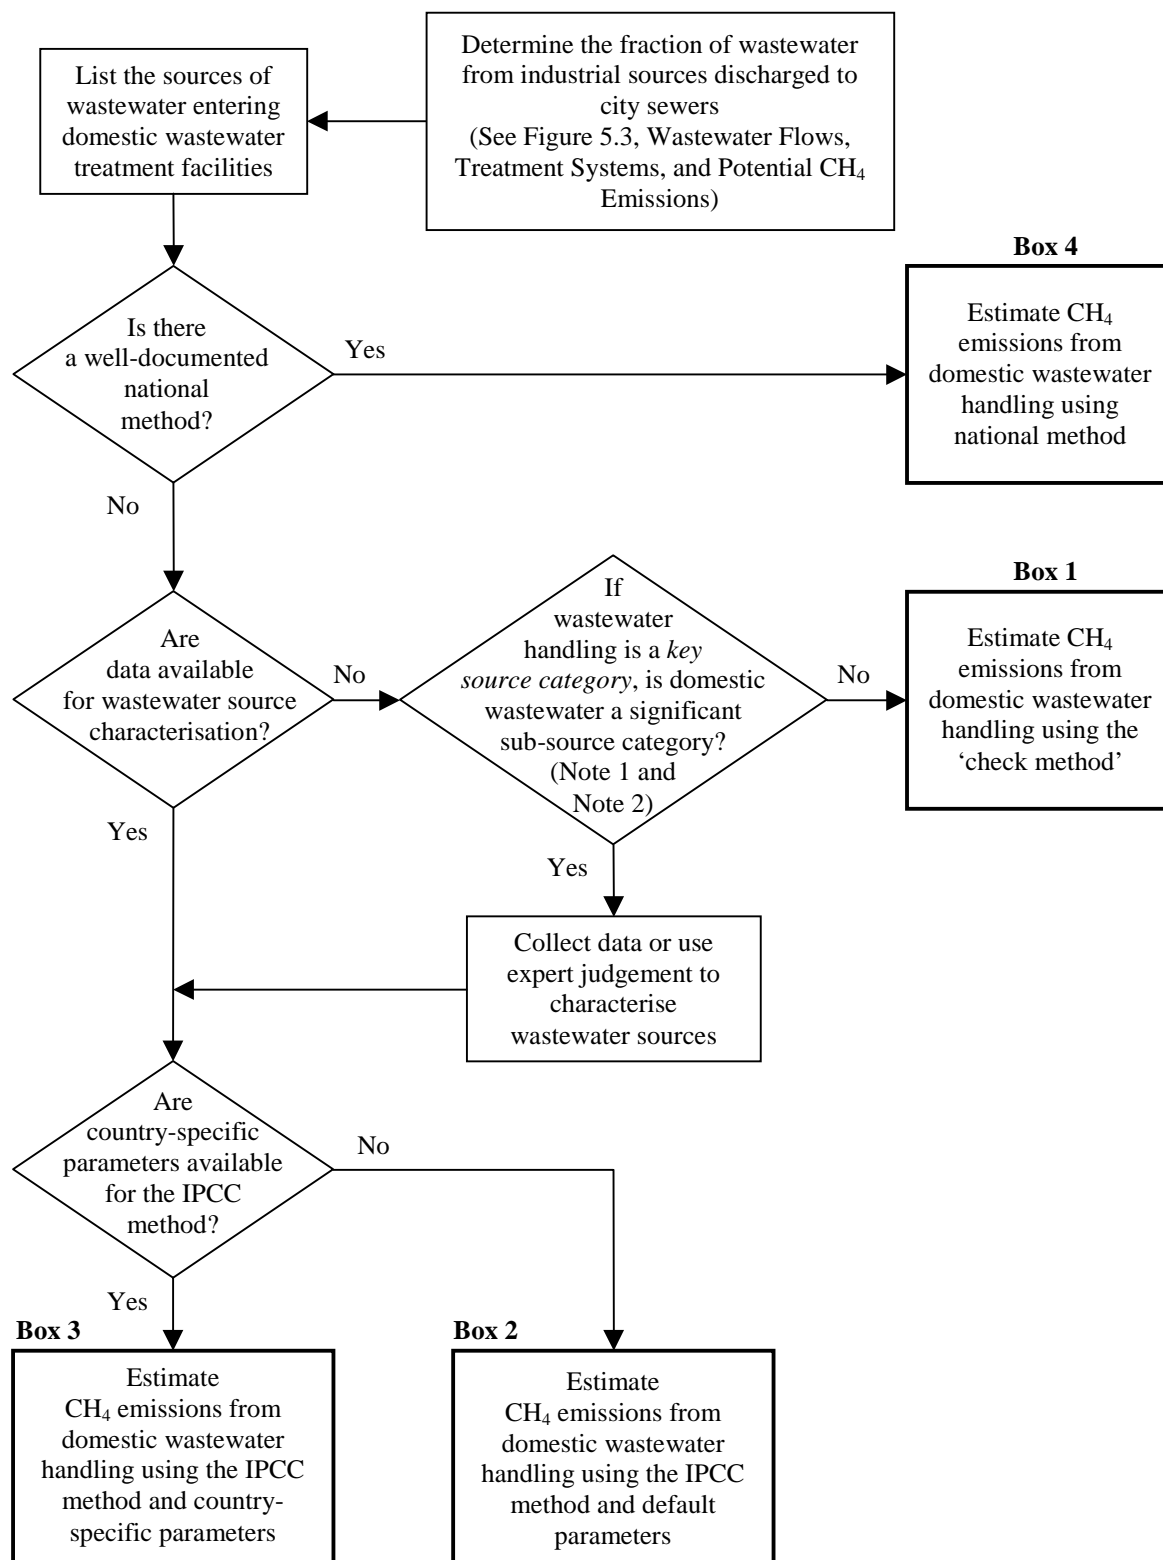 List the sources of
wastewater entering
domestic wastewater
treatment facilities
Determine the fraction of wastewater
from industrial sources discharged to
city sewers
(See Figure 5.3, Wastewater Flows,
Treatment Systems, and Potential CH₄
Emissions)
Is there
a well-documented
national
method?
Yes
Box 4
Estimate CH₄
emissions from
domestic wastewater
handling using
national method
No
Are
data available
for wastewater source
characterisation?
No
If
wastewater
handling is a key
source category, is domestic
wastewater a significant
sub-source category?
(Note 1 and
Note 2)
No
Box 1
Estimate CH₄
emissions from
domestic wastewater
handling using the
‘check method’
Yes
Yes
Collect data or use
expert judgement to
characterise
wastewater sources
Are
country-specific
parameters available
for the IPCC
method?
No
Yes
Box 3
Estimate
CH₄ emissions from
domestic wastewater
handling using the IPCC
method and country-
specific parameters
Box 2
Estimate
CH₄ emissions from
domestic wastewater
handling using the IPCC
method and default
parameters